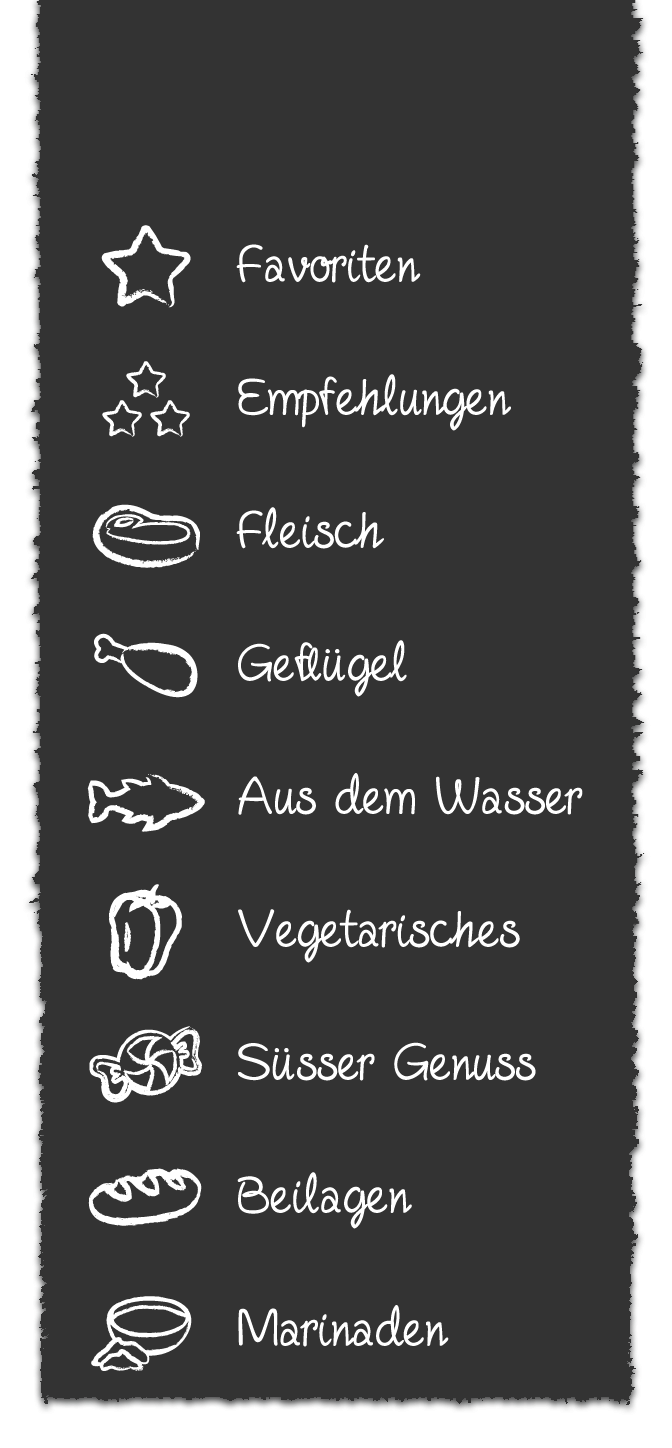 Favoriten
Empfehlungen
Fleisch
Geflügel
Aus dem Wasser
Vegetarisches
Süsser Genuss
Beilagen
Marinaden